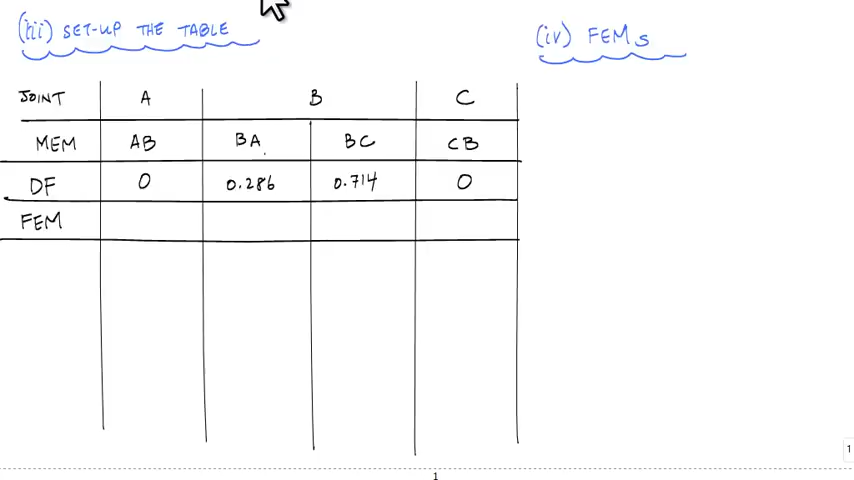 (iii) SET-UP THE TABLE
(iv) FEMs
JOINT A B C
MEM AB BA BC CB
DF 0 0.286 0.714 0
FEM
1
1